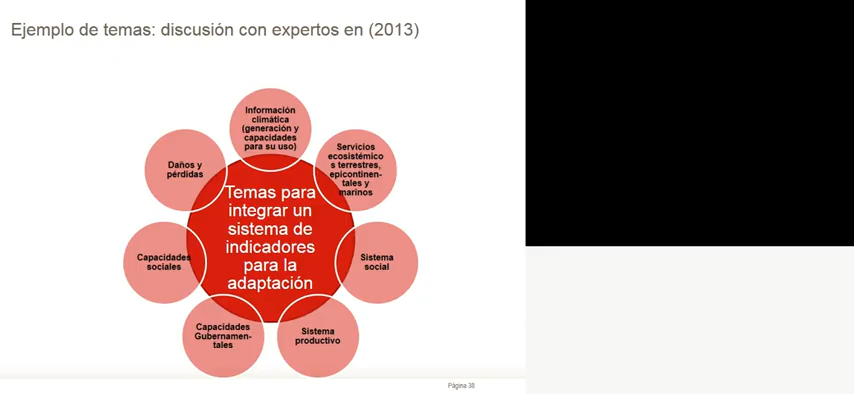 Ejemplo de temas: discusión con expertos en (2013)
Información
climática
(generación y
capacidades
para su uso)
Servicios
ecosistémico
s terrestres,
epicontinen-
tales y
marinos
Daños y
pérdidas
Temas para
integrar un
sistema de
indicadores
para la
adaptación
Capacidades
sociales
Sistema
social
Capacidades
Gubernamen-
tales
Sistema
productivo
Página 38